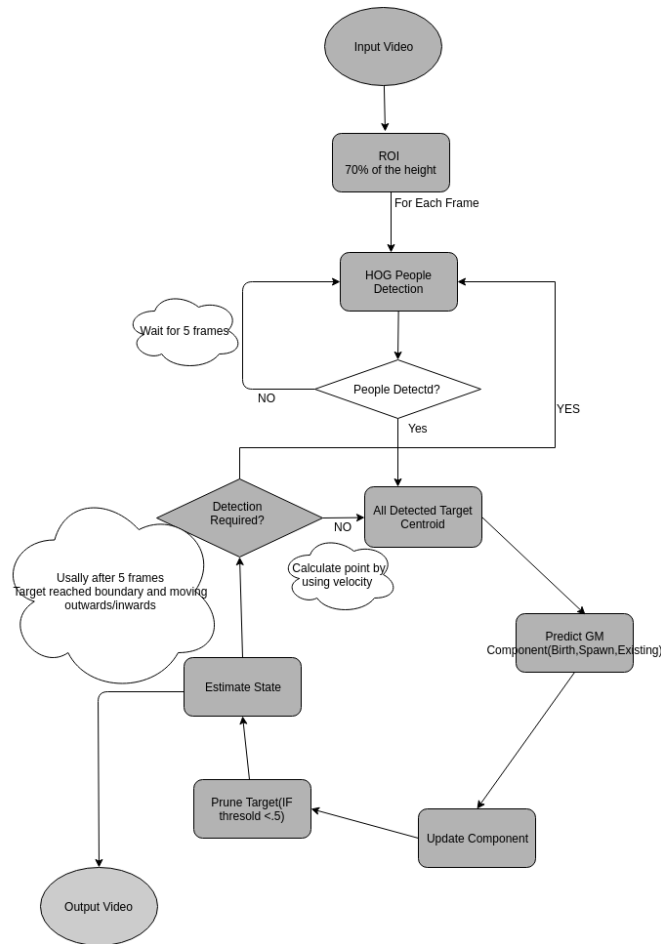 Input Video
ROI
70% of the height
For Each Frame
HOG People
Detection
Wait for 5 frames
People Detectd?
NO
YES
Yes
Detection
Required?
NO
All Detected Target
Centroid
Calculate point by
using velocity
Usally after 5 frames
Target reached boundary and moving
outwards/inwards
Predict GM
Component(Birth,Spawn,Existing)
Estimate State
Prune Target(IF
thresold <.5)
Update Component
Output Video